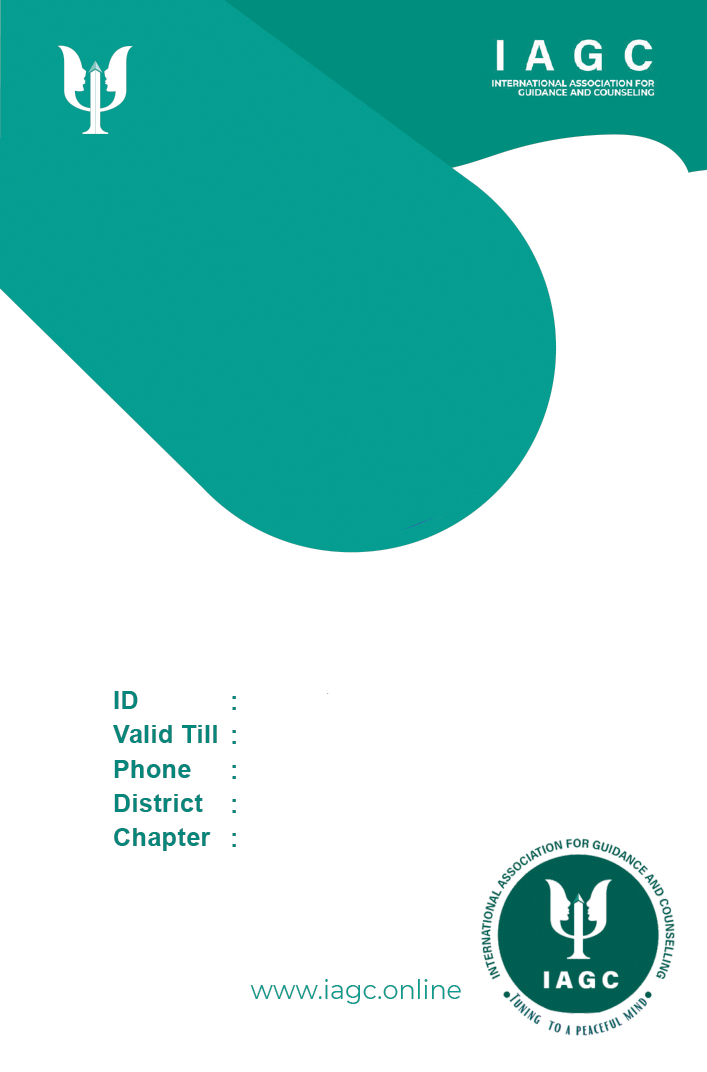 I A G C
INTERNATIONAL ASSOCIATION FOR
GUIDANCE AND COUNSELING
ID :
Valid Till :
Phone :
District :
Chapter :
INTERNATIONAL ASSOCIATION FOR GUIDANCE AND COUNSELLING
IAGC
TUNING TO A PEACEFUL MIND
www.iagc.online